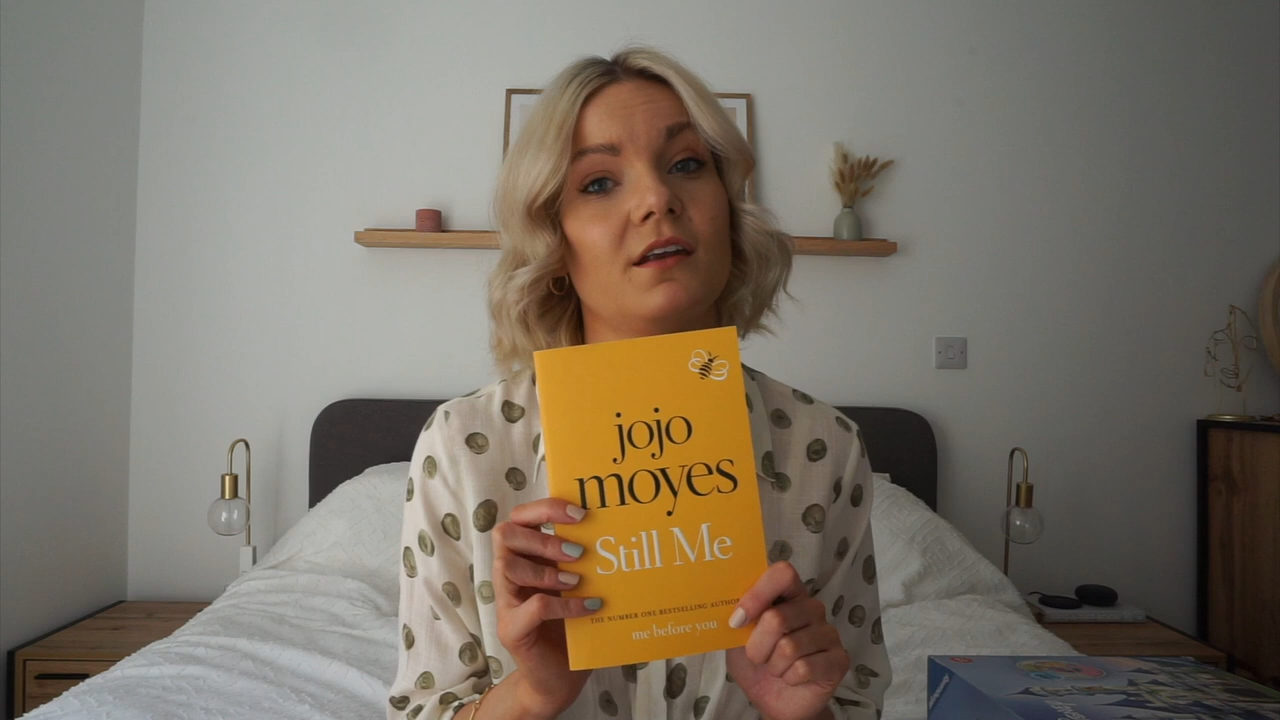 jojo
moyes
Still Me
THE NUMBER ONE BESTSELLING AUTHOR
me before you